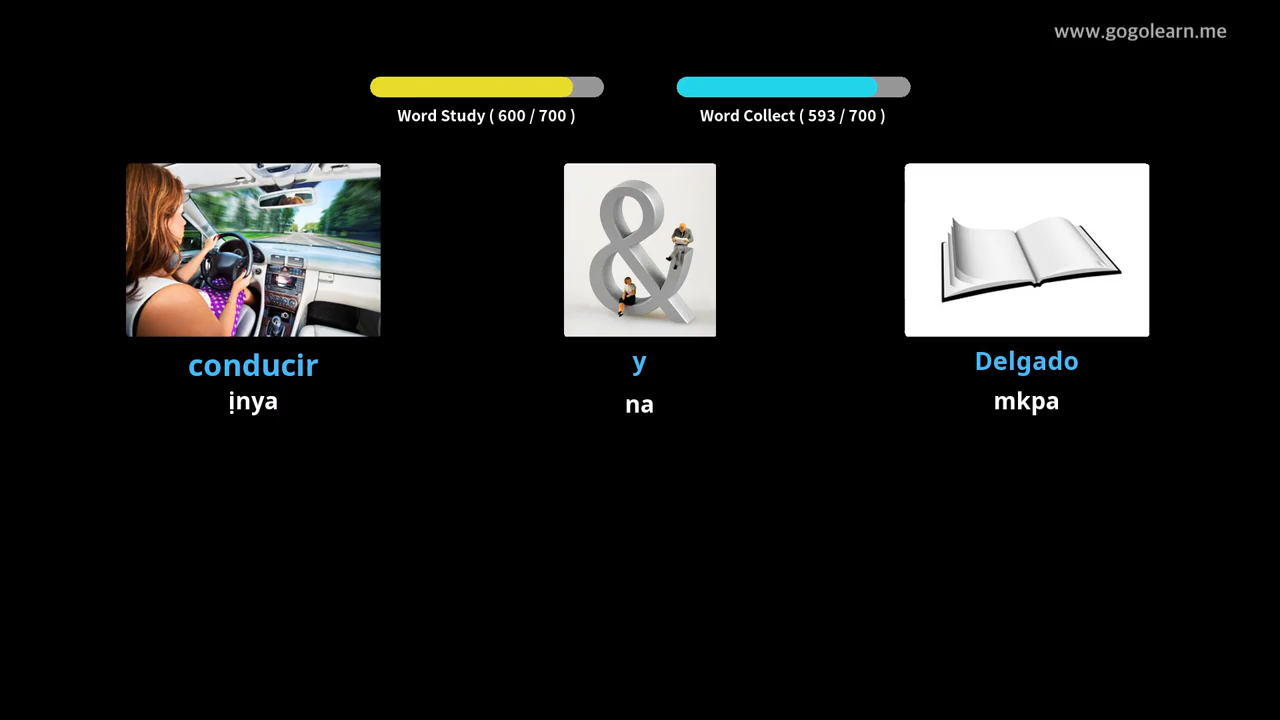 www.gogolearn.me
Word Study ( 600 / 700 )
Word Collect ( 593 / 700 )
conducir
ịnya
y
na
Delgado
mkpa